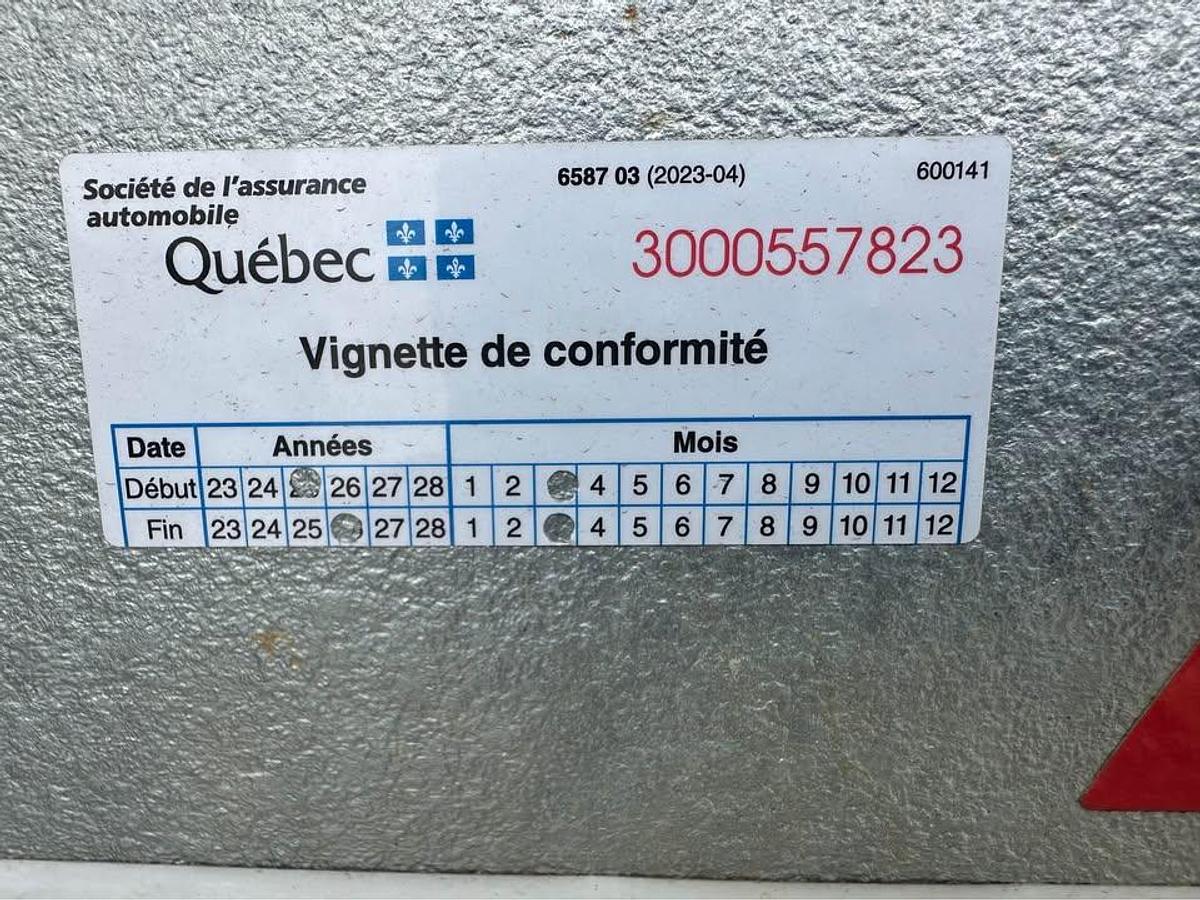 Société de l'assurance
automobile
Québec
6587 03 (2023-04)
600141
3000557823
Vignette de conformité
Date Années Mois
Début 23 24 26 27 28 1 2 4 5 6 7 8 9 10 11 12
Fin 23 24 25 27 28 1 2 4 5 6 7 8 9 10 11 12